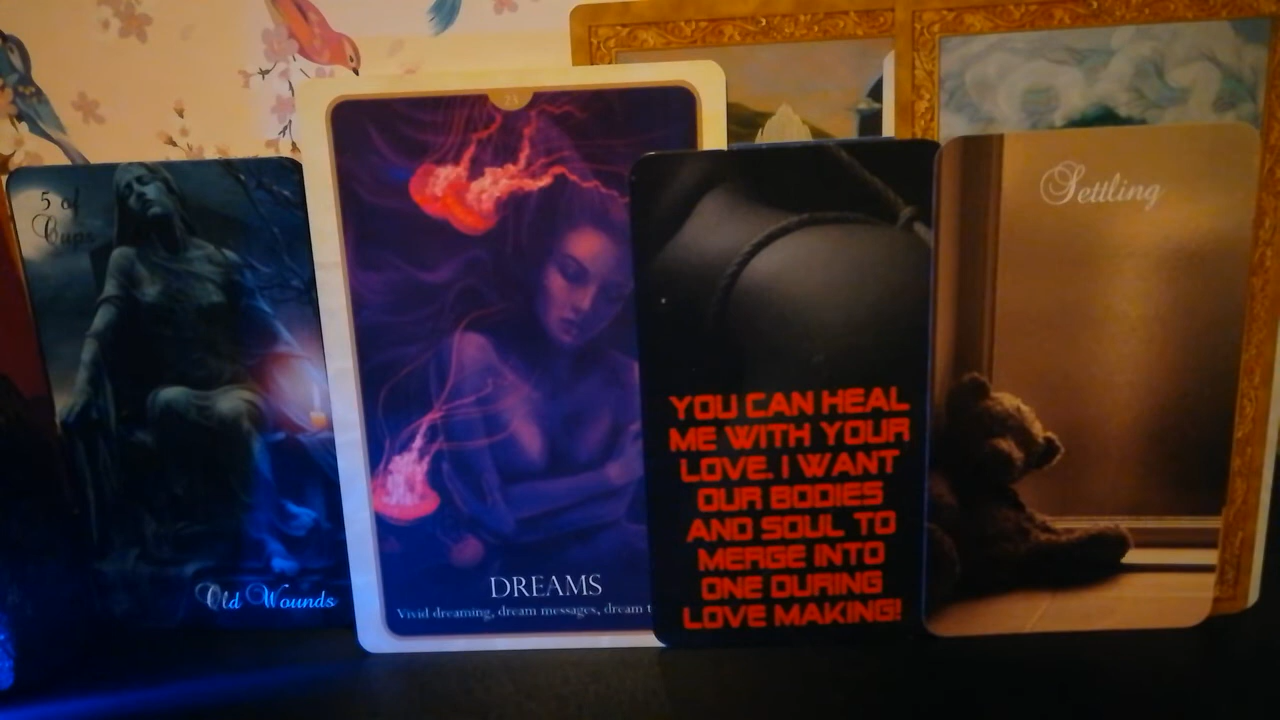 5 of
Cups
Old Wounds
23
DREAMS
Vivid dreaming, dream messages, dream
YOU CAN HEAL
ME WITH YOUR
LOVE. I WANT
OUR BODIES
AND SOUL TO
MERGE INTO
ONE DURING
LOVE MAKING!
Settling